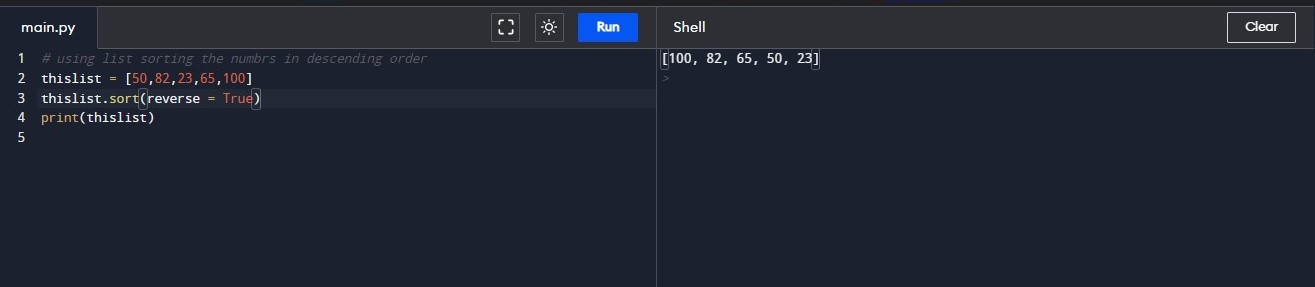 main.py
Run
Shell
Clear
1 # using list sorting the numbrs in descending order
2 thislist = [50,82,23,65,100]
3 thislist.sort(reverse = True)
4 print(thislist)
5
[100, 82, 65, 50, 23]
>